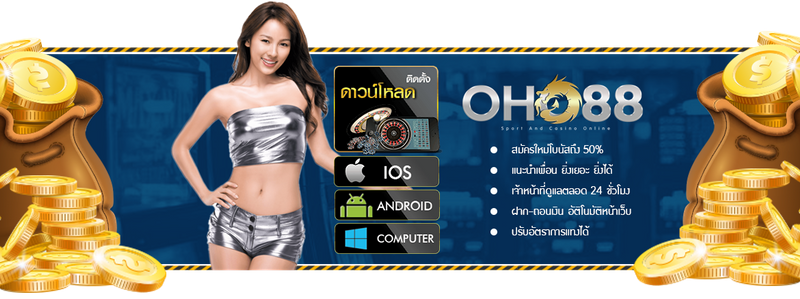 ติดตั้ง
ดาวน์โหลด
IOS
ANDROID
COMPUTER
OHO88
Sport And Casino Online
สมัครใหม่โบนัสถึง 50%
แนะนำเพื่อน ยิ่งเยอะ ยิ่งได้
เจ้าหน้าที่ดูแลตลอด 24 ชั่วโมง
ฝาก-ถอนเงิน อัตโนมัติหน้าเว็บ
ปรับอัตราการแทงได้